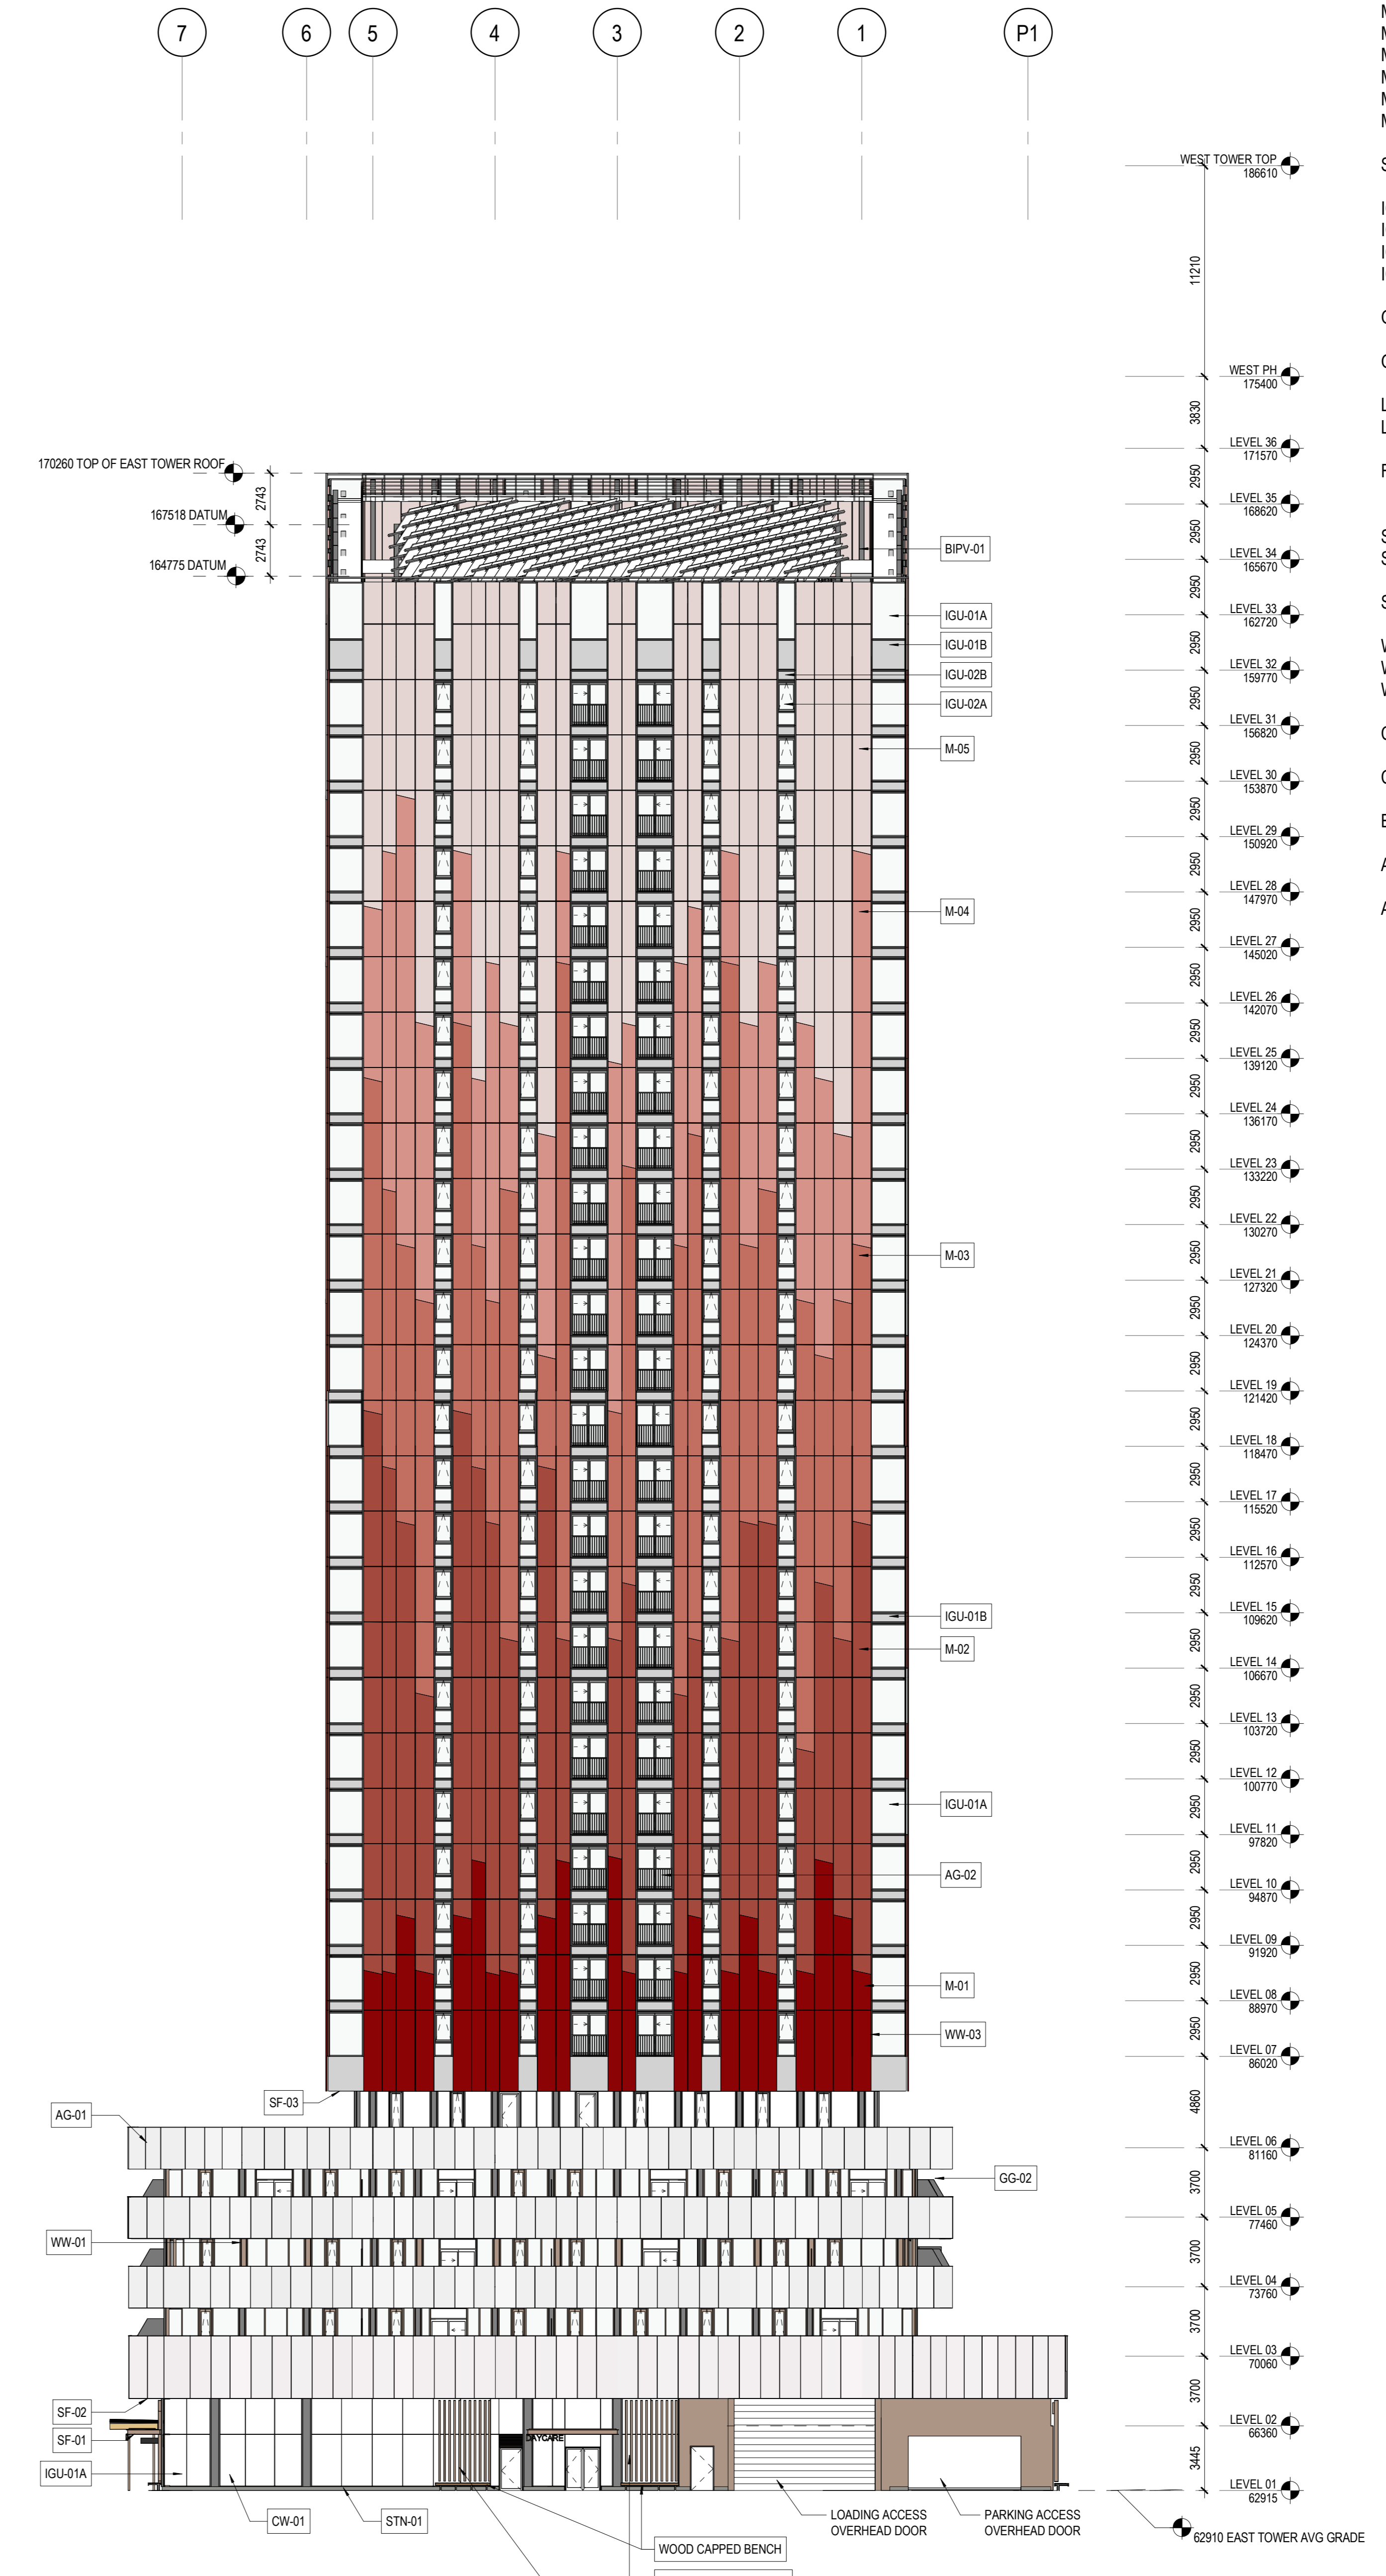 7 6 5 4 3 2 1 P1
WEST TOWER TOP
186610
11210
WEST PH
175400
3830
LEVEL 36
171570
2950
LEVEL 35
168620
2950
LEVEL 34
165670
2950
LEVEL 33
162720
2950
LEVEL 32
159770
2950
LEVEL 31
156820
2950
LEVEL 30
153870
2950
LEVEL 29
150920
2950
LEVEL 28
147970
2950
LEVEL 27
145020
2950
LEVEL 26
142070
2950
LEVEL 25
139120
2950
LEVEL 24
136170
2950
LEVEL 23
133220
2950
LEVEL 22
130270
2950
LEVEL 21
127320
2950
LEVEL 20
124370
2950
LEVEL 19
121420
2950
LEVEL 18
118470
2950
LEVEL 17
115520
2950
LEVEL 16
112570
2950
LEVEL 15
109620
2950
LEVEL 14
106670
2950
LEVEL 13
103720
2950
LEVEL 12
100770
2950
LEVEL 11
97820
2950
LEVEL 10
94870
2950
LEVEL 09
91920
2950
LEVEL 08
88970
2950
LEVEL 07
86020
4860
LEVEL 06
81160
3700
LEVEL 05
77460
3700
LEVEL 04
73760
3700
LEVEL 03
70060
3700
LEVEL 02
66360
3445
LEVEL 01
62915
62910 EAST TOWER AVG GRADE
170260 TOP OF EAST TOWER ROOF
2743
167518 DATUM
2743
164775 DATUM
BIPV-01
IGU-01A
IGU-01B
IGU-02B
IGU-02A
M-05
M-04
M-03
IGU-01B
M-02
IGU-01A
AG-02
M-01
WW-03
SF-03
AG-01
GG-02
WW-01
SF-02
SF-01
IGU-01A
DAYCARE
CW-01
STN-01
LOADING ACCESS
OVERHEAD DOOR
PARKING ACCESS
OVERHEAD DOOR
WOOD CAPPED BENCH